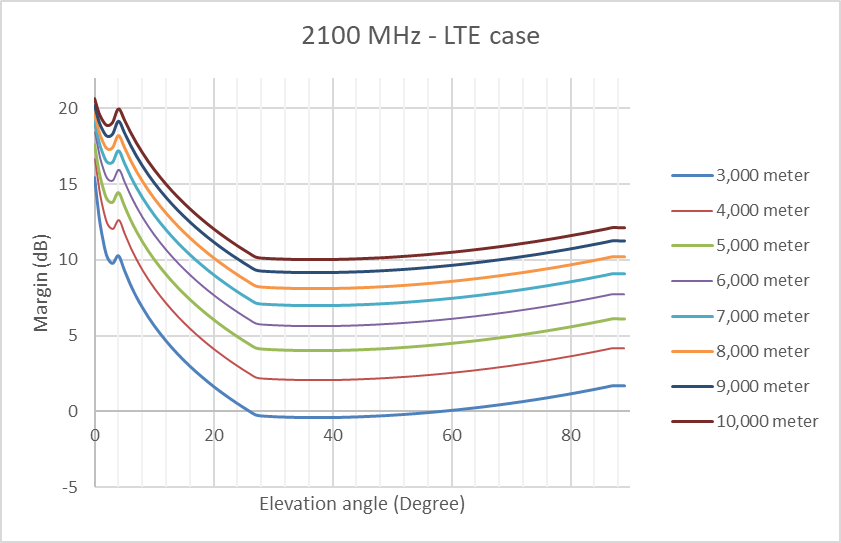 2100 MHz - LTE case
20
15
10
5
0
-5
Margin (dB)
0 20 40 60 80
Elevation angle (Degree)
3,000 meter
4,000 meter
5,000 meter
6,000 meter
7,000 meter
8,000 meter
9,000 meter
10,000 meter